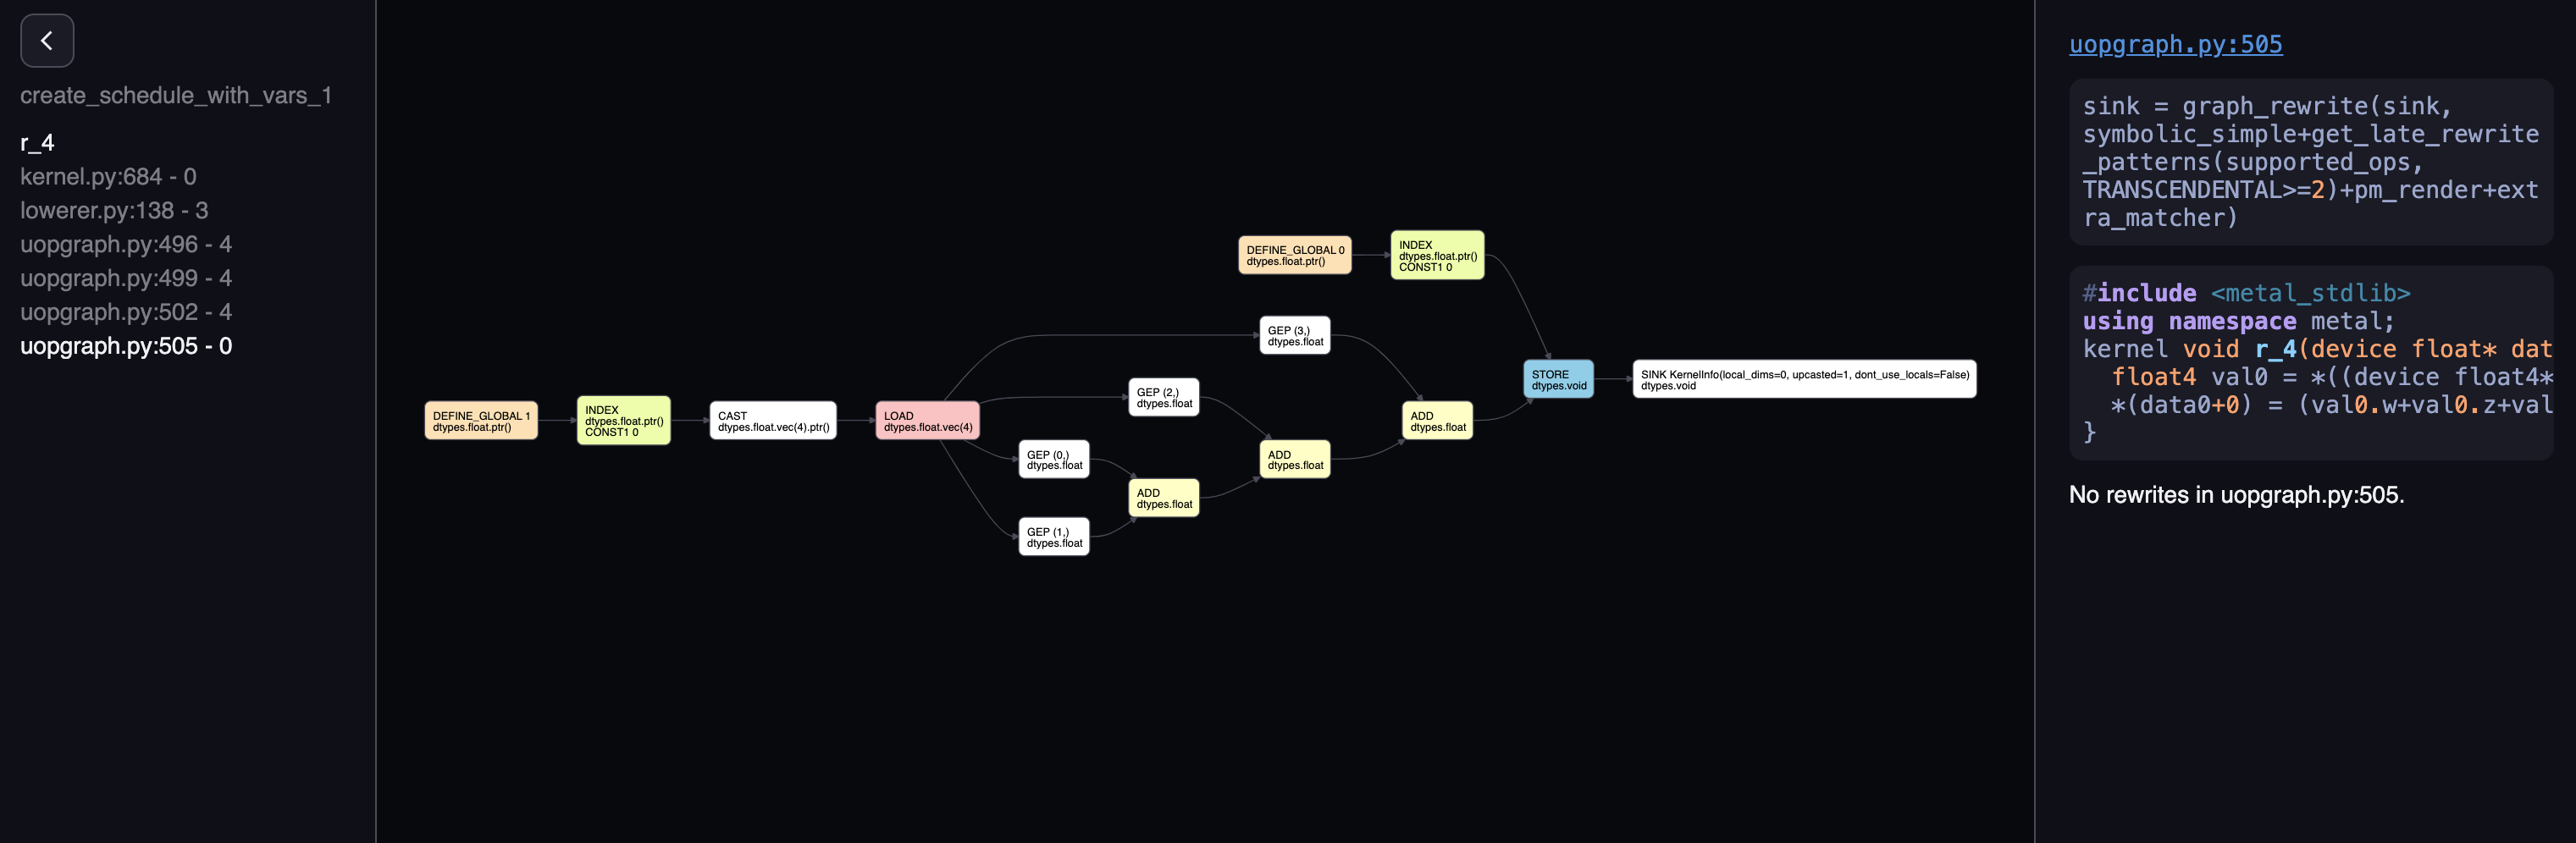 create_schedule_with_vars_1
r_4
kernel.py:684 - 0
lowerer.py:138 - 3
uopgraph.py:496 - 4
uopgraph.py:499 - 4
uopgraph.py:502 - 4
uopgraph.py:505 - 0
DEFINE_GLOBAL 0
dtypes.float.ptr()
INDEX
dtypes.float.ptr()
CONST1 0
GEP (3,)
dtypes.float
GEP (2,)
dtypes.float
STORE
dtypes.void
SINK KernelInfo(local_dims=0, upcasted=1, dont_use_locals=False)
dtypes.void
DEFINE_GLOBAL 1
dtypes.float.ptr()
INDEX
dtypes.float.ptr()
CONST1 0
CAST
dtypes.float.vec(4).ptr()
LOAD
dtypes.float.vec(4)
ADD
dtypes.float
GEP (0,)
dtypes.float
ADD
dtypes.float
ADD
dtypes.float
GEP (1,)
dtypes.float
uopgraph.py:505
sink = graph_rewrite(sink,
symbolic_simple+get_late_rewrite
_patterns(supported_ops,
TRANSCENDENTAL>=2)+pm_render+ext
ra_matcher)
#include <metal_stdlib>
using namespace metal;
kernel void r_4(device float* dat
float4 val0 = *((device float4*
*(data0+0) = (val0.w+val0.z+val
}
No rewrites in uopgraph.py:505.